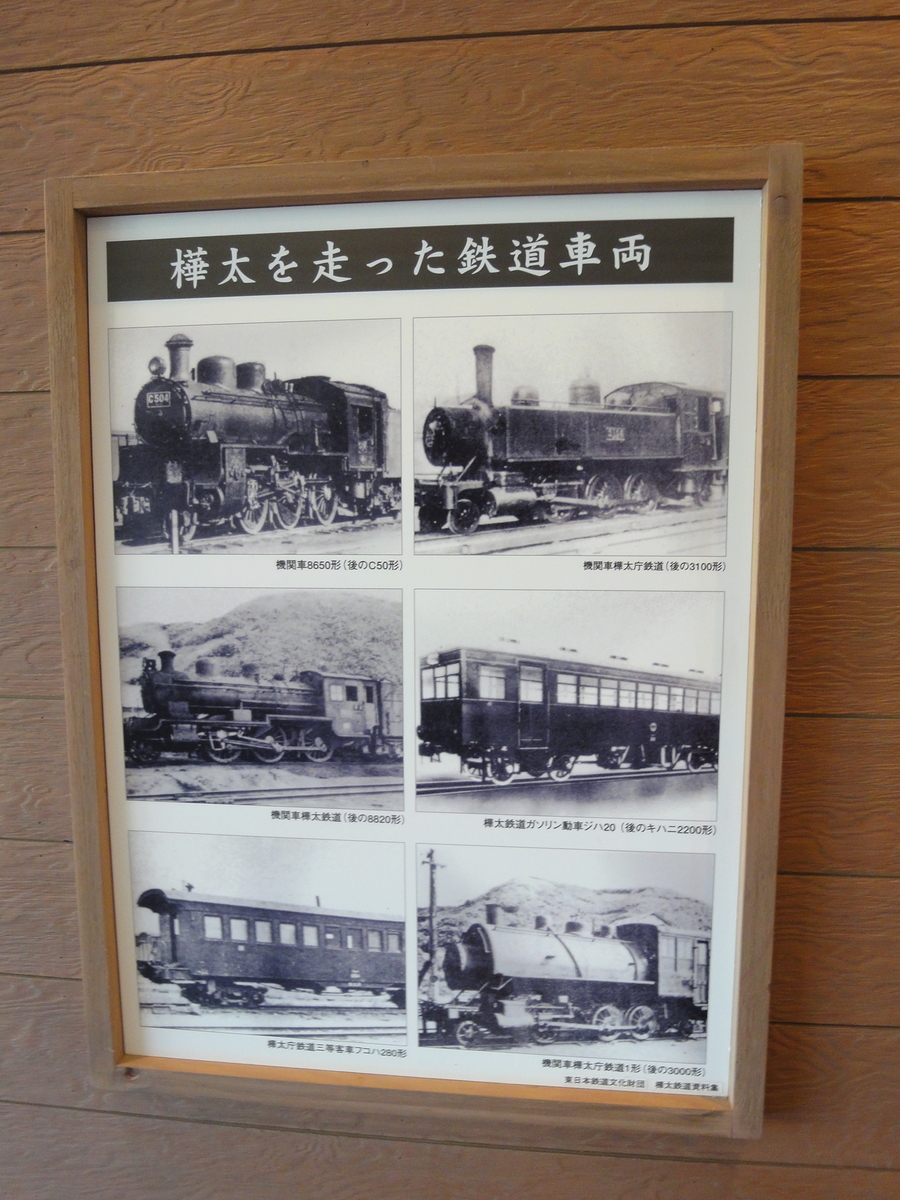 樺太を走った鉄道車両
C504
機関車8650形(後のC50形)
機関車樺太庁鉄道(後の3100形)
機関車樺太鉄道(後の8820形)
樺太鉄道ガソリン動車ジハ20(後のキハニ2200形)
樺太庁鉄道三等客車フコハ280形
機関車樺太庁鉄道1形(後の3000形)
東日本鉄道文化財団 樺太鉄道資料集